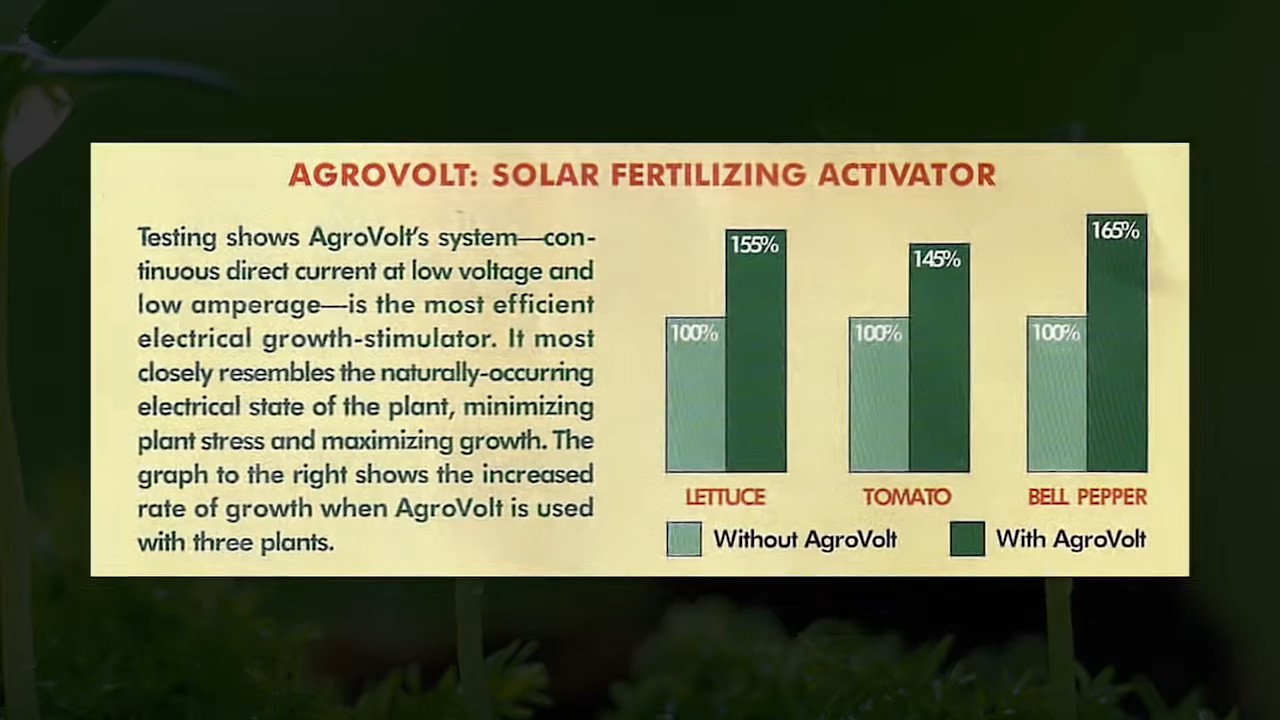 AGROVOLT: SOLAR FERTILIZING ACTIVATOR
Testing shows AgroVolt's system—con-
tinuous direct current at low voltage and
low amperage—is the most efficient
electrical growth-stimulator. It most
closely resembles the naturally-occurring
electrical state of the plant, minimizing
plant stress and maximizing growth. The
graph to the right shows the increased
rate of growth when AgroVolt is used
with three plants.
155%
100%
145%
100%
165%
100%
LETTUCE
TOMATO
BELL PEPPER
Without AgroVolt
With AgroVolt